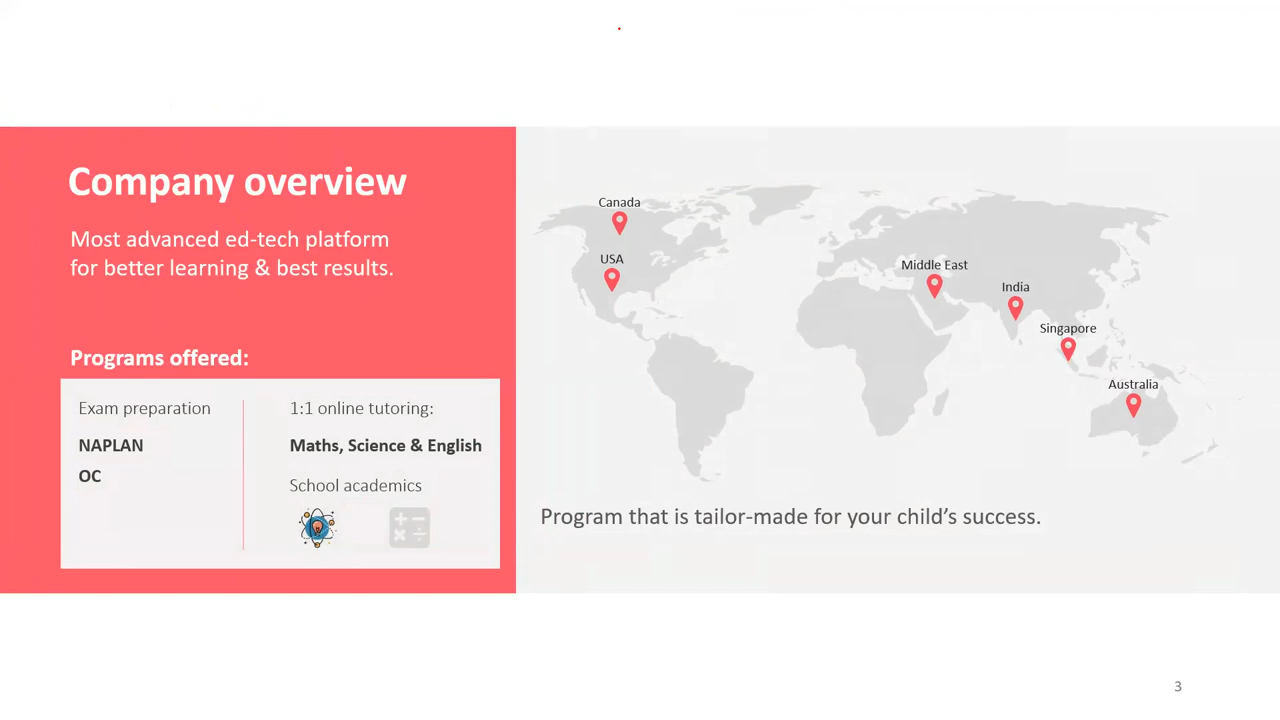 Company overview
Most advanced ed-tech platform
for better learning & best results.
Programs offered:
Exam preparation
NAPLAN
OC
1:1 online tutoring:
Maths, Science & English
School academics
Canada
USA
Middle East
India
Singapore
Australia
Program that is tailor-made for your child’s success.
3